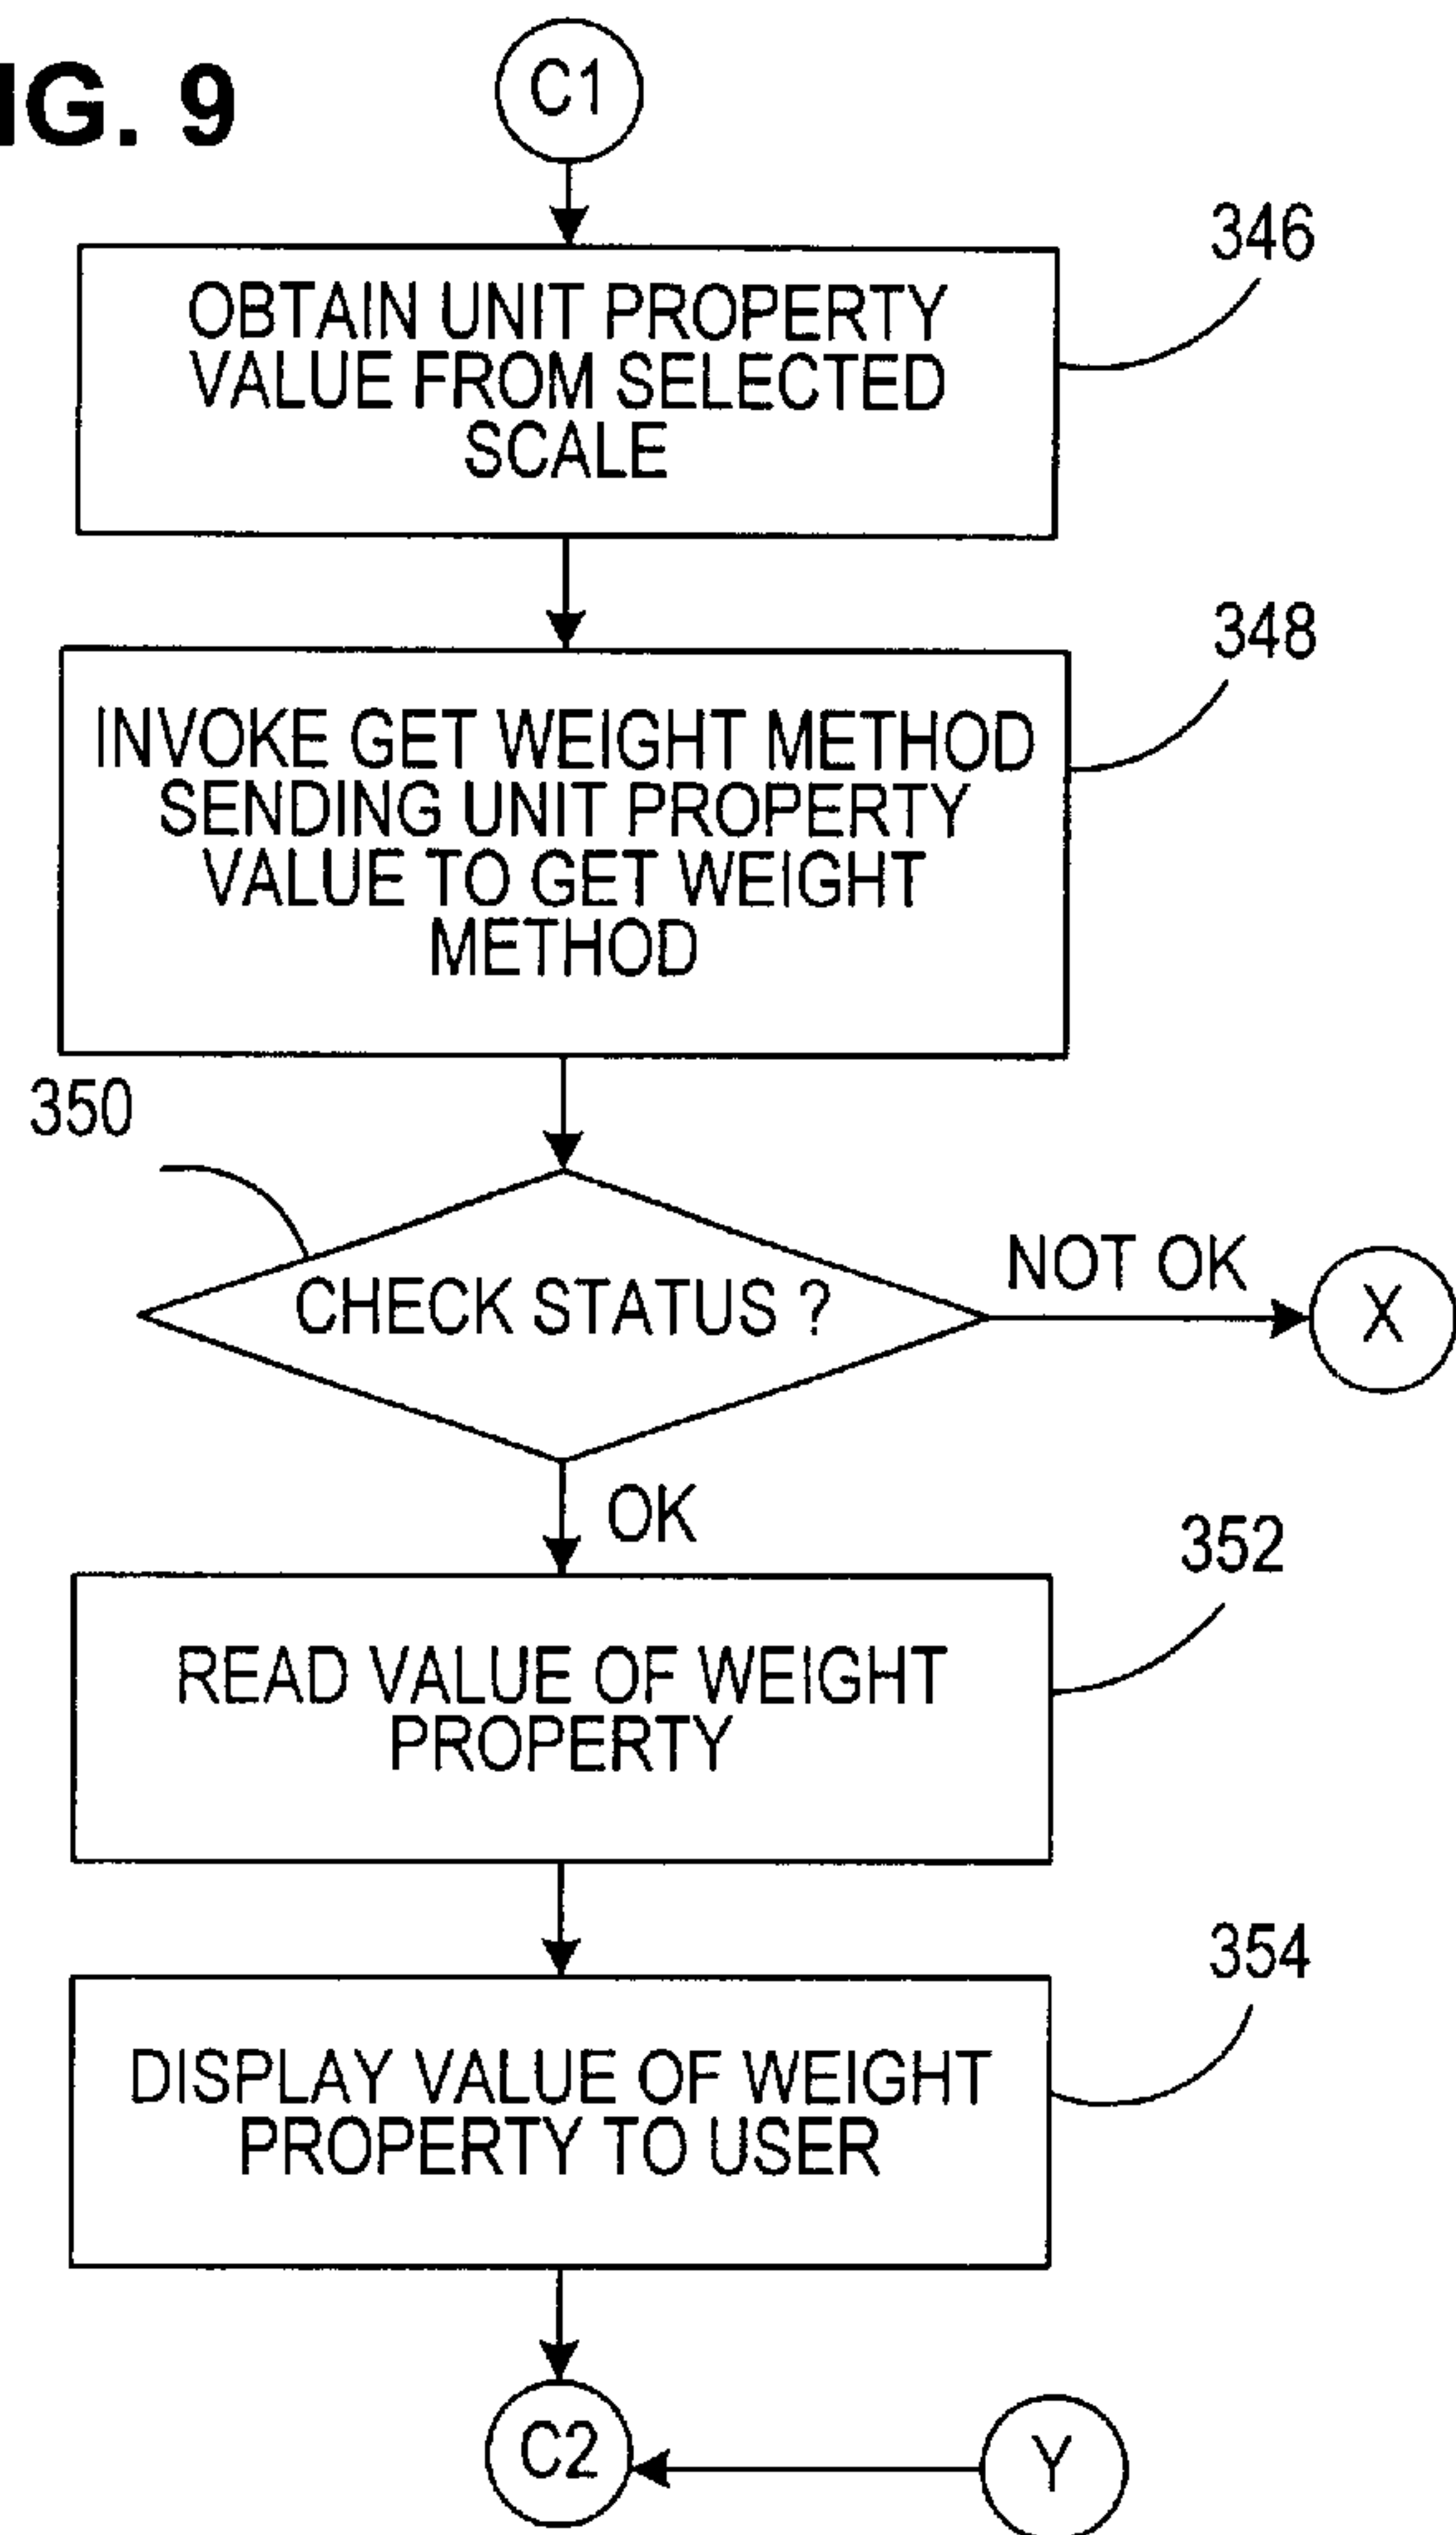 IG. 9
C1
346
OBTAIN UNIT PROPERTY
VALUE FROM SELECTED
SCALE
348
INVOKE GET WEIGHT METHOD
SENDING UNIT PROPERTY
VALUE TO GET WEIGHT
METHOD
350
CHECK STATUS ?
NOT OK
X
OK
352
READ VALUE OF WEIGHT
PROPERTY
354
DISPLAY VALUE OF WEIGHT
PROPERTY TO USER
C2
Y